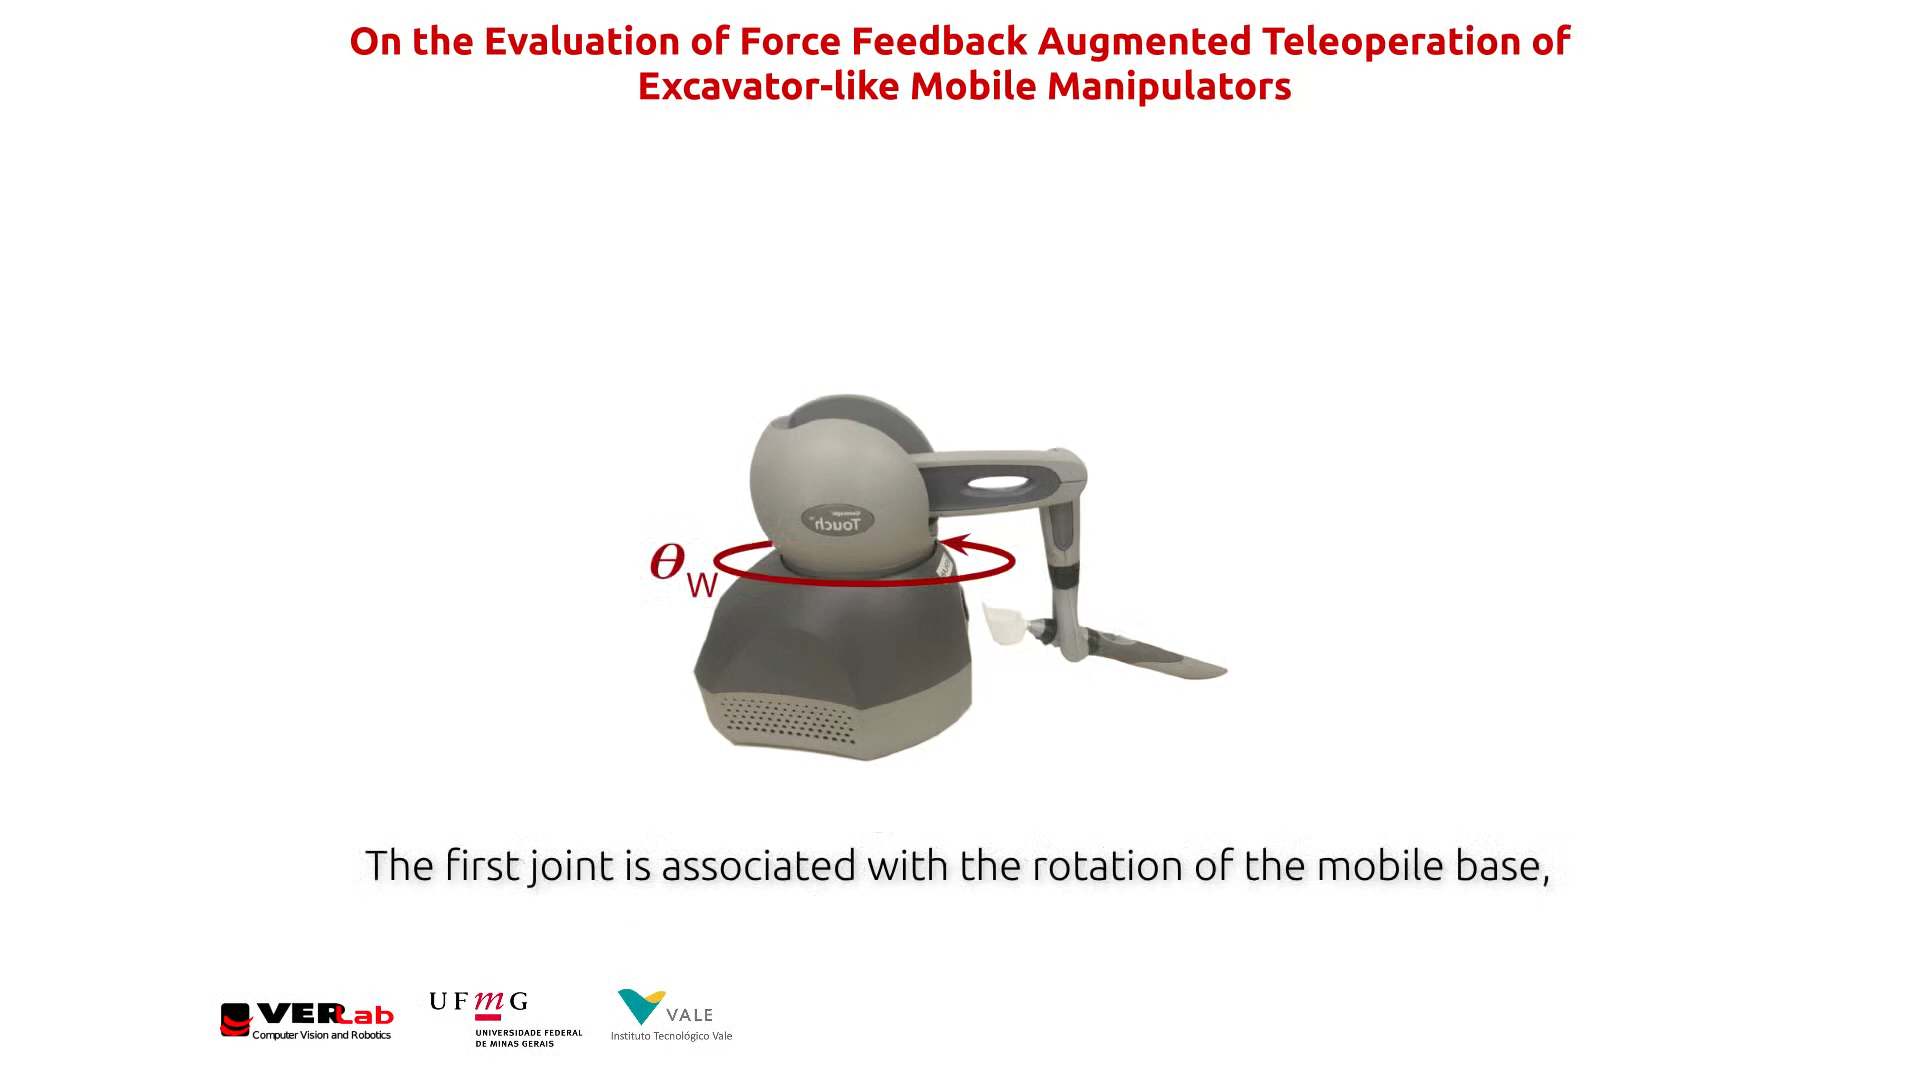 On the Evaluation of Force Feedback Augmented Teleoperation of
Excavator-like Mobile Manipulators
Touch
θw
The first joint is associated with the rotation of the mobile base,
VERLab
Computer Vision and Robotics
UFmG
UNIVERSIDADE FEDERAL
DE MINAS GERAIS
VALE
Instituto Tecnológico Vale